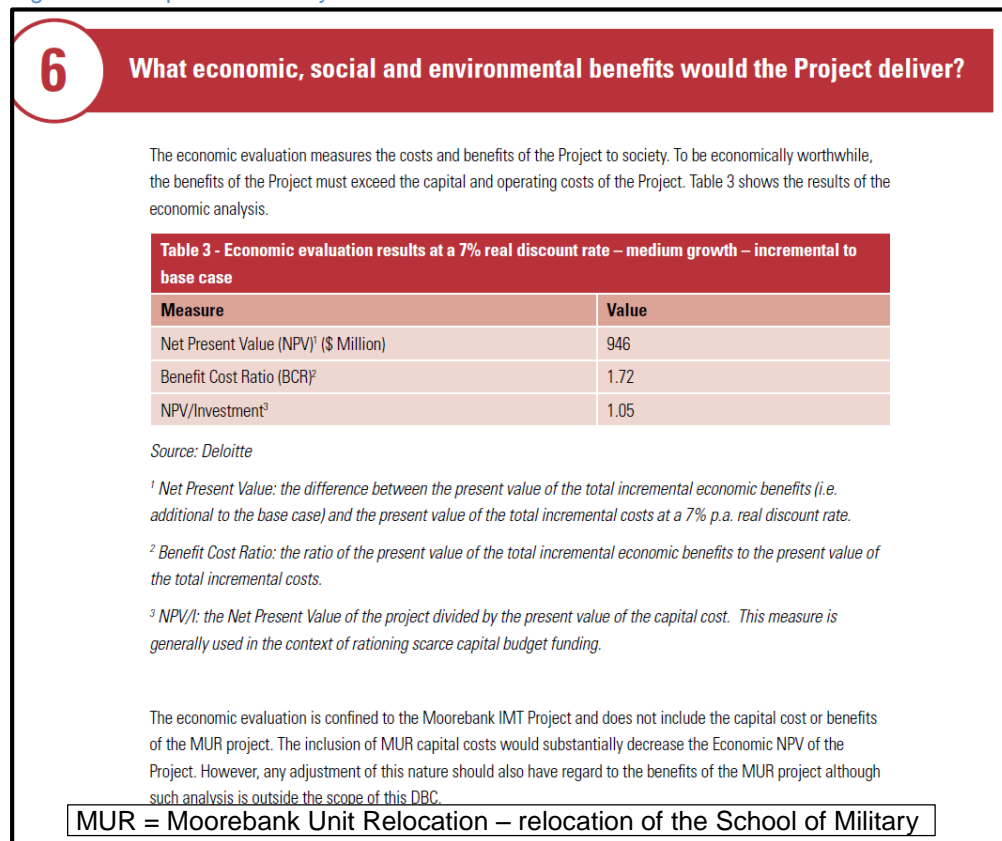 6
What economic, social and environmental benefits would the Project deliver?
The economic evaluation measures the costs and benefits of the Project to society. To be economically worthwhile,
the benefits of the Project must exceed the capital and operating costs of the Project. Table 3 shows the results of the
economic analysis.
Table 3 - Economic evaluation results at a 7% real discount rate – medium growth – incremental to
base case
Measure Value
Net Present Value (NPV)¹ ($ Million) 946
Benefit Cost Ratio (BCR)² 1.72
NPV/Investment³ 1.05
Source: Deloitte
¹ Net Present Value: the difference between the present value of the total incremental economic benefits (i.e.
additional to the base case) and the present value of the total incremental costs at a 7% p.a. real discount rate.
² Benefit Cost Ratio: the ratio of the present value of the total incremental economic benefits to the present value of
the total incremental costs.
³ NPV/I: the Net Present Value of the project divided by the present value of the capital cost. This measure is
generally used in the context of rationing scarce capital budget funding.
The economic evaluation is confined to the Moorebank IMT Project and does not include the capital cost or benefits
of the MUR project. The inclusion of MUR capital costs would substantially decrease the Economic NPV of the
Project. However, any adjustment of this nature should also have regard to the benefits of the MUR project although
such analysis is outside the scope of this DBC.
MUR = Moorebank Unit Relocation – relocation of the School of Military